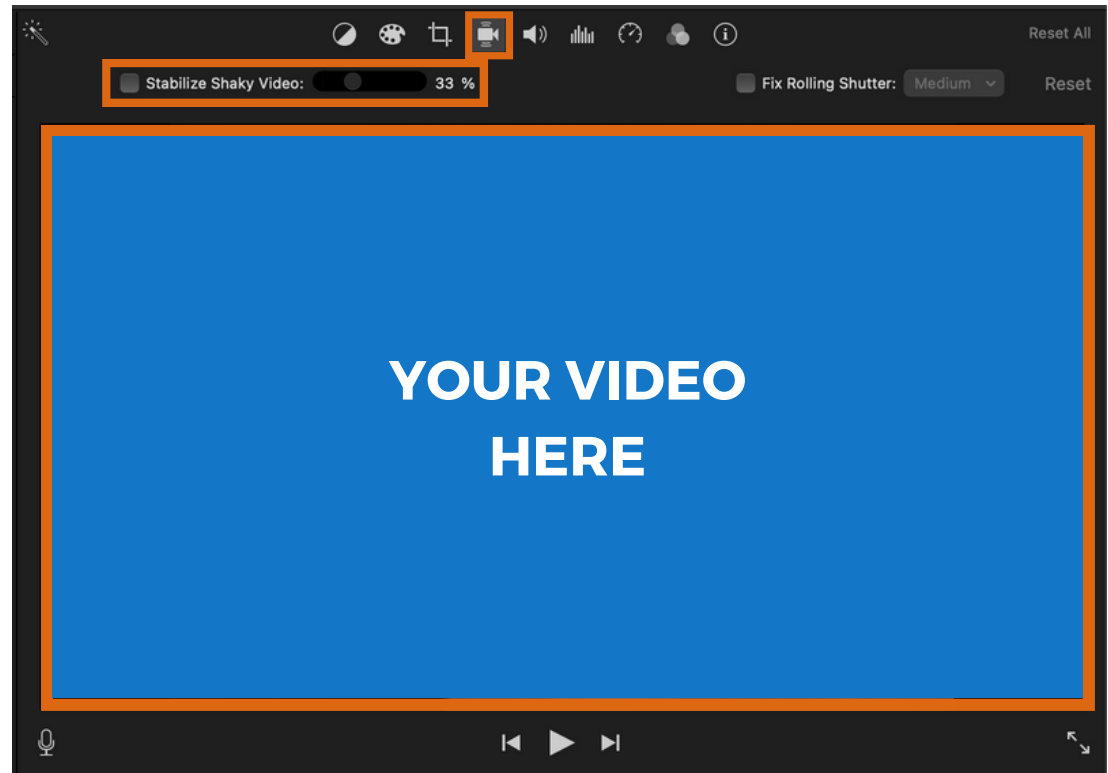 Reset All
Stabilize Shaky Video: 33 % Fix Rolling Shutter: Medium Reset
YOUR VIDEO
HERE